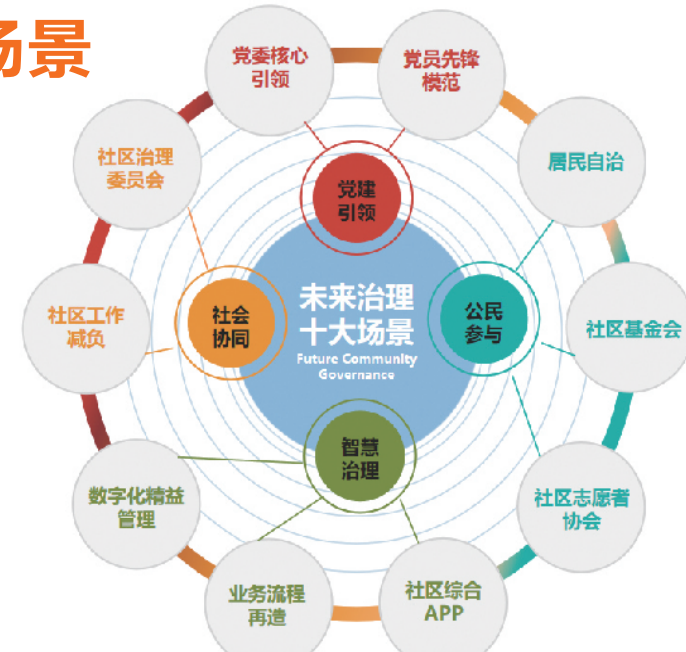 场景
党委核心
引领
党员先锋
模范
社区治理
委员会
居民自治
党建
引领
未来治理
十大场景
Future Community
Governance
社会
协同
公民
参与
社区工作
减负
社区基金会
智慧
治理
数字化精益
管理
社区志愿者
协会
业务流程
再造
社区综合
APP